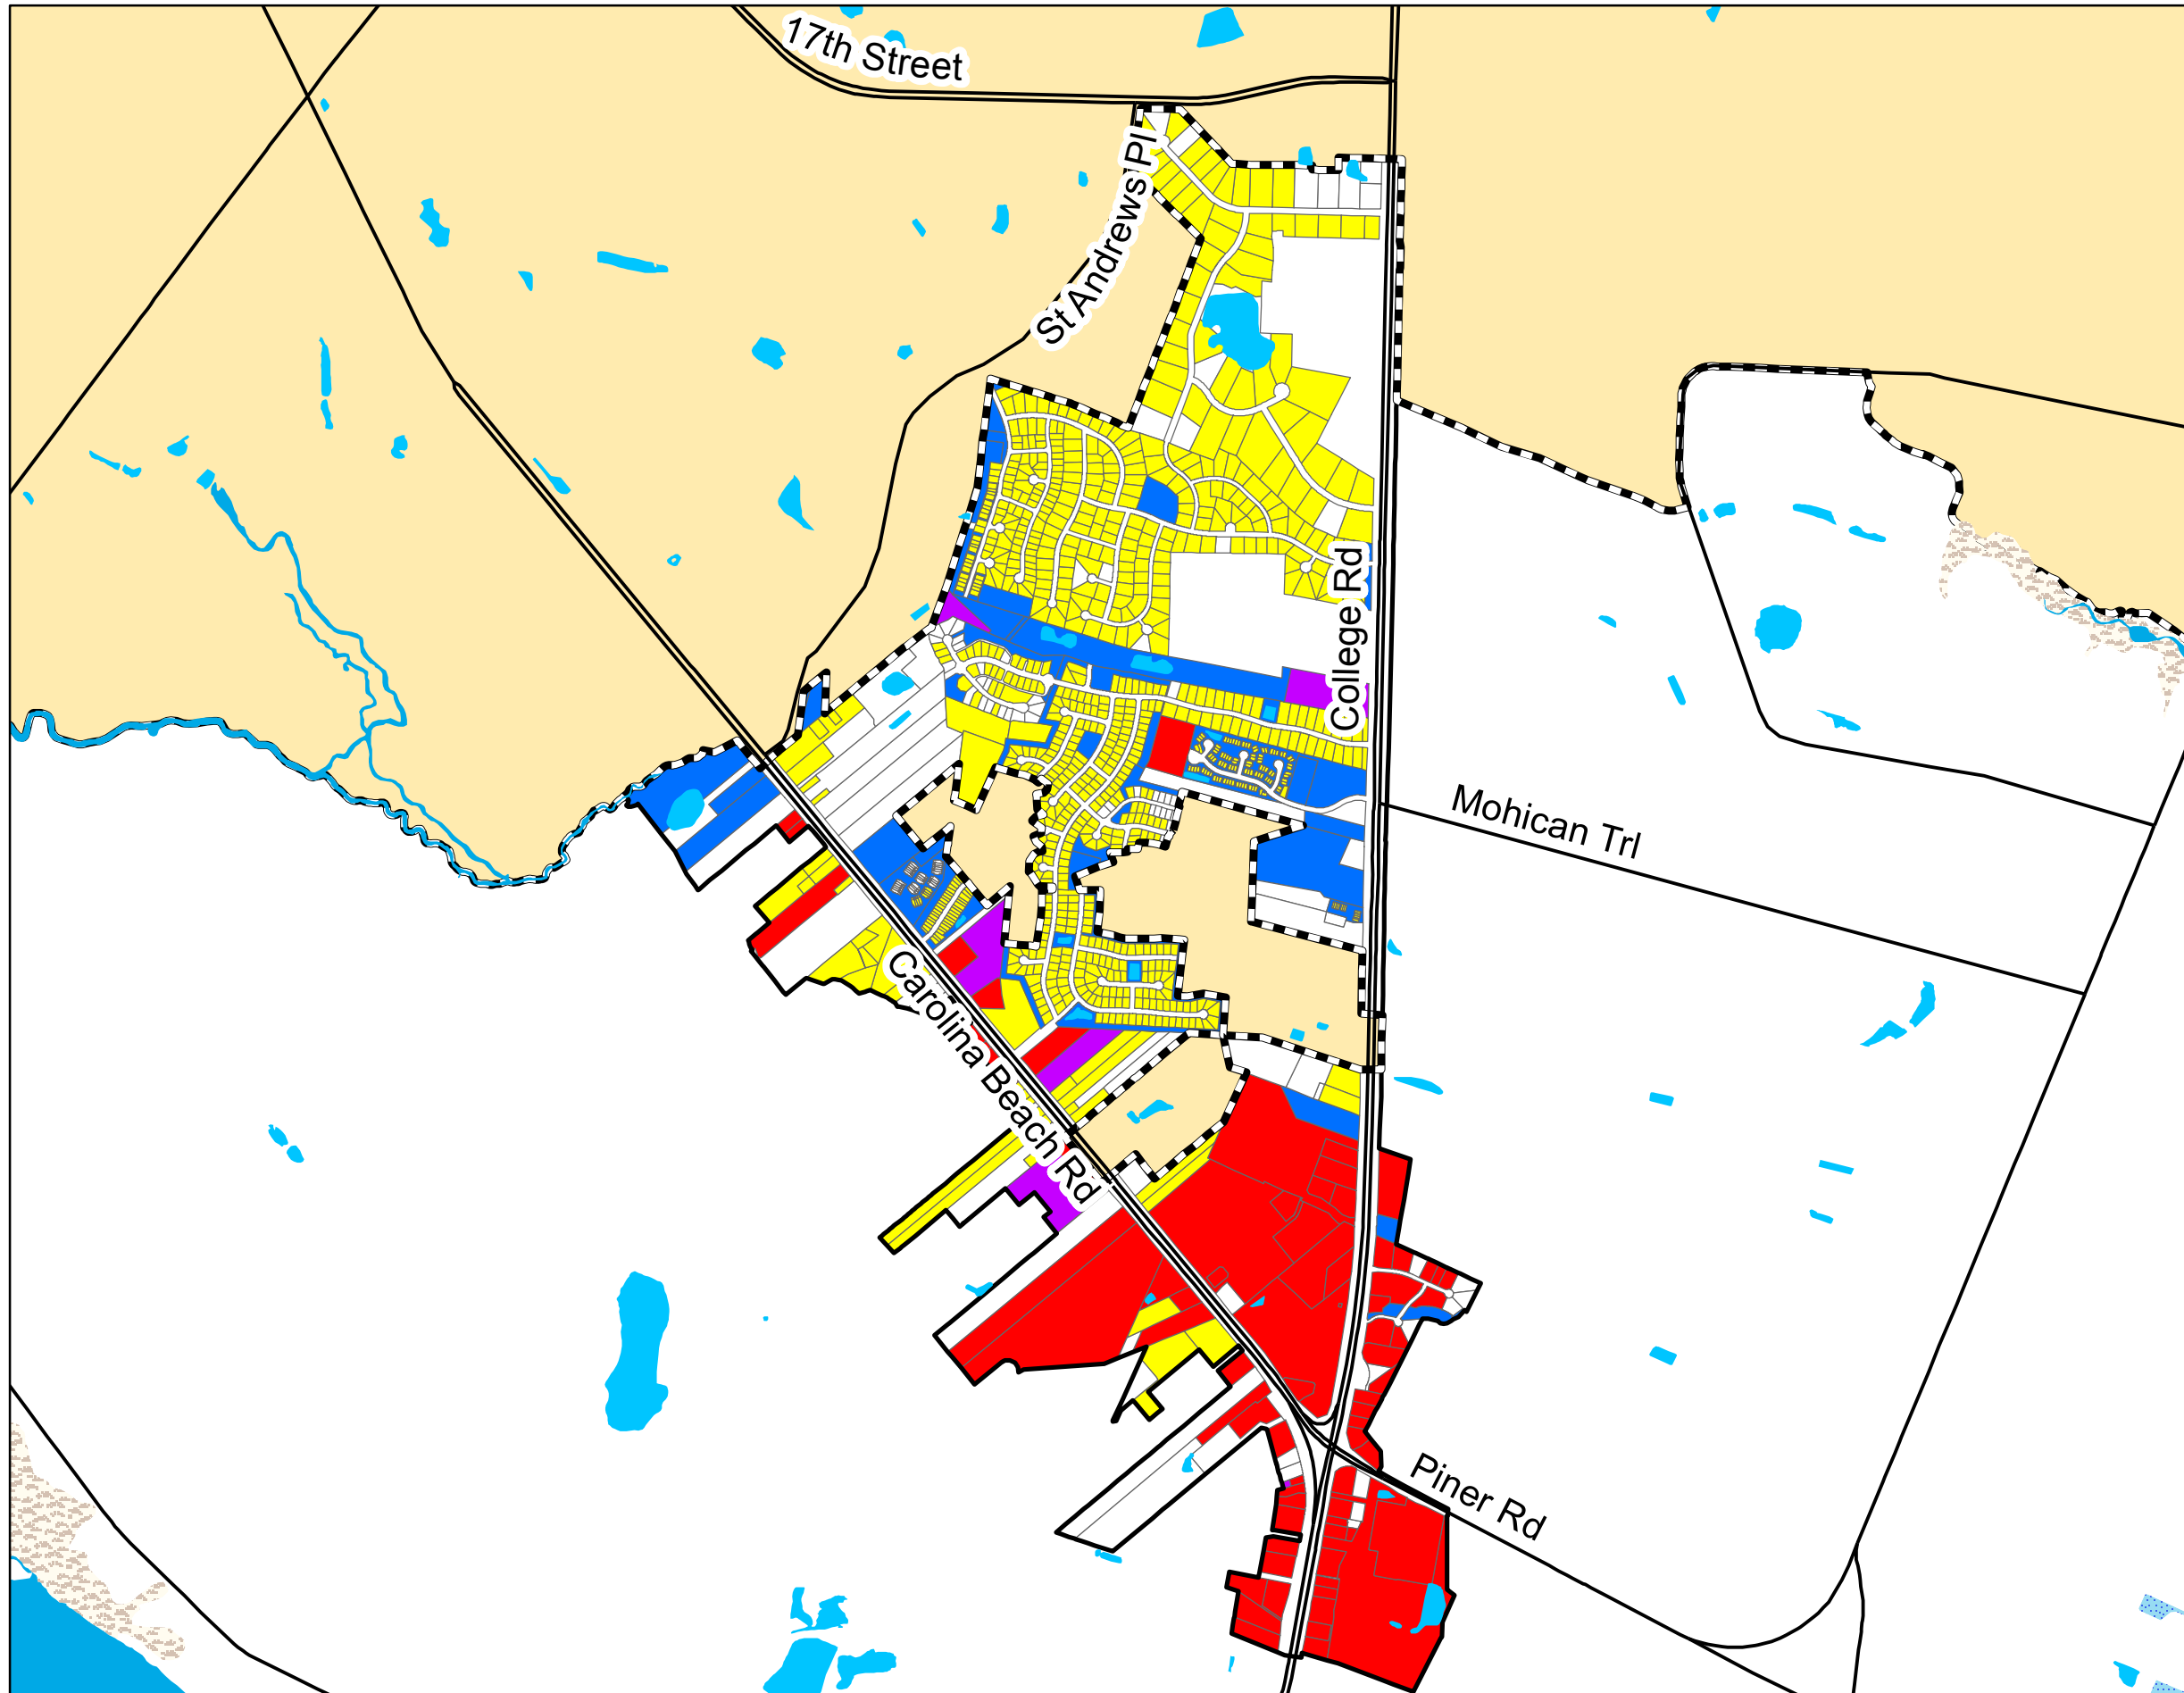 17th Street
St Andrews Pl
College Rd
Mohican Trl
Carolina Beach Rd
Piner Rd